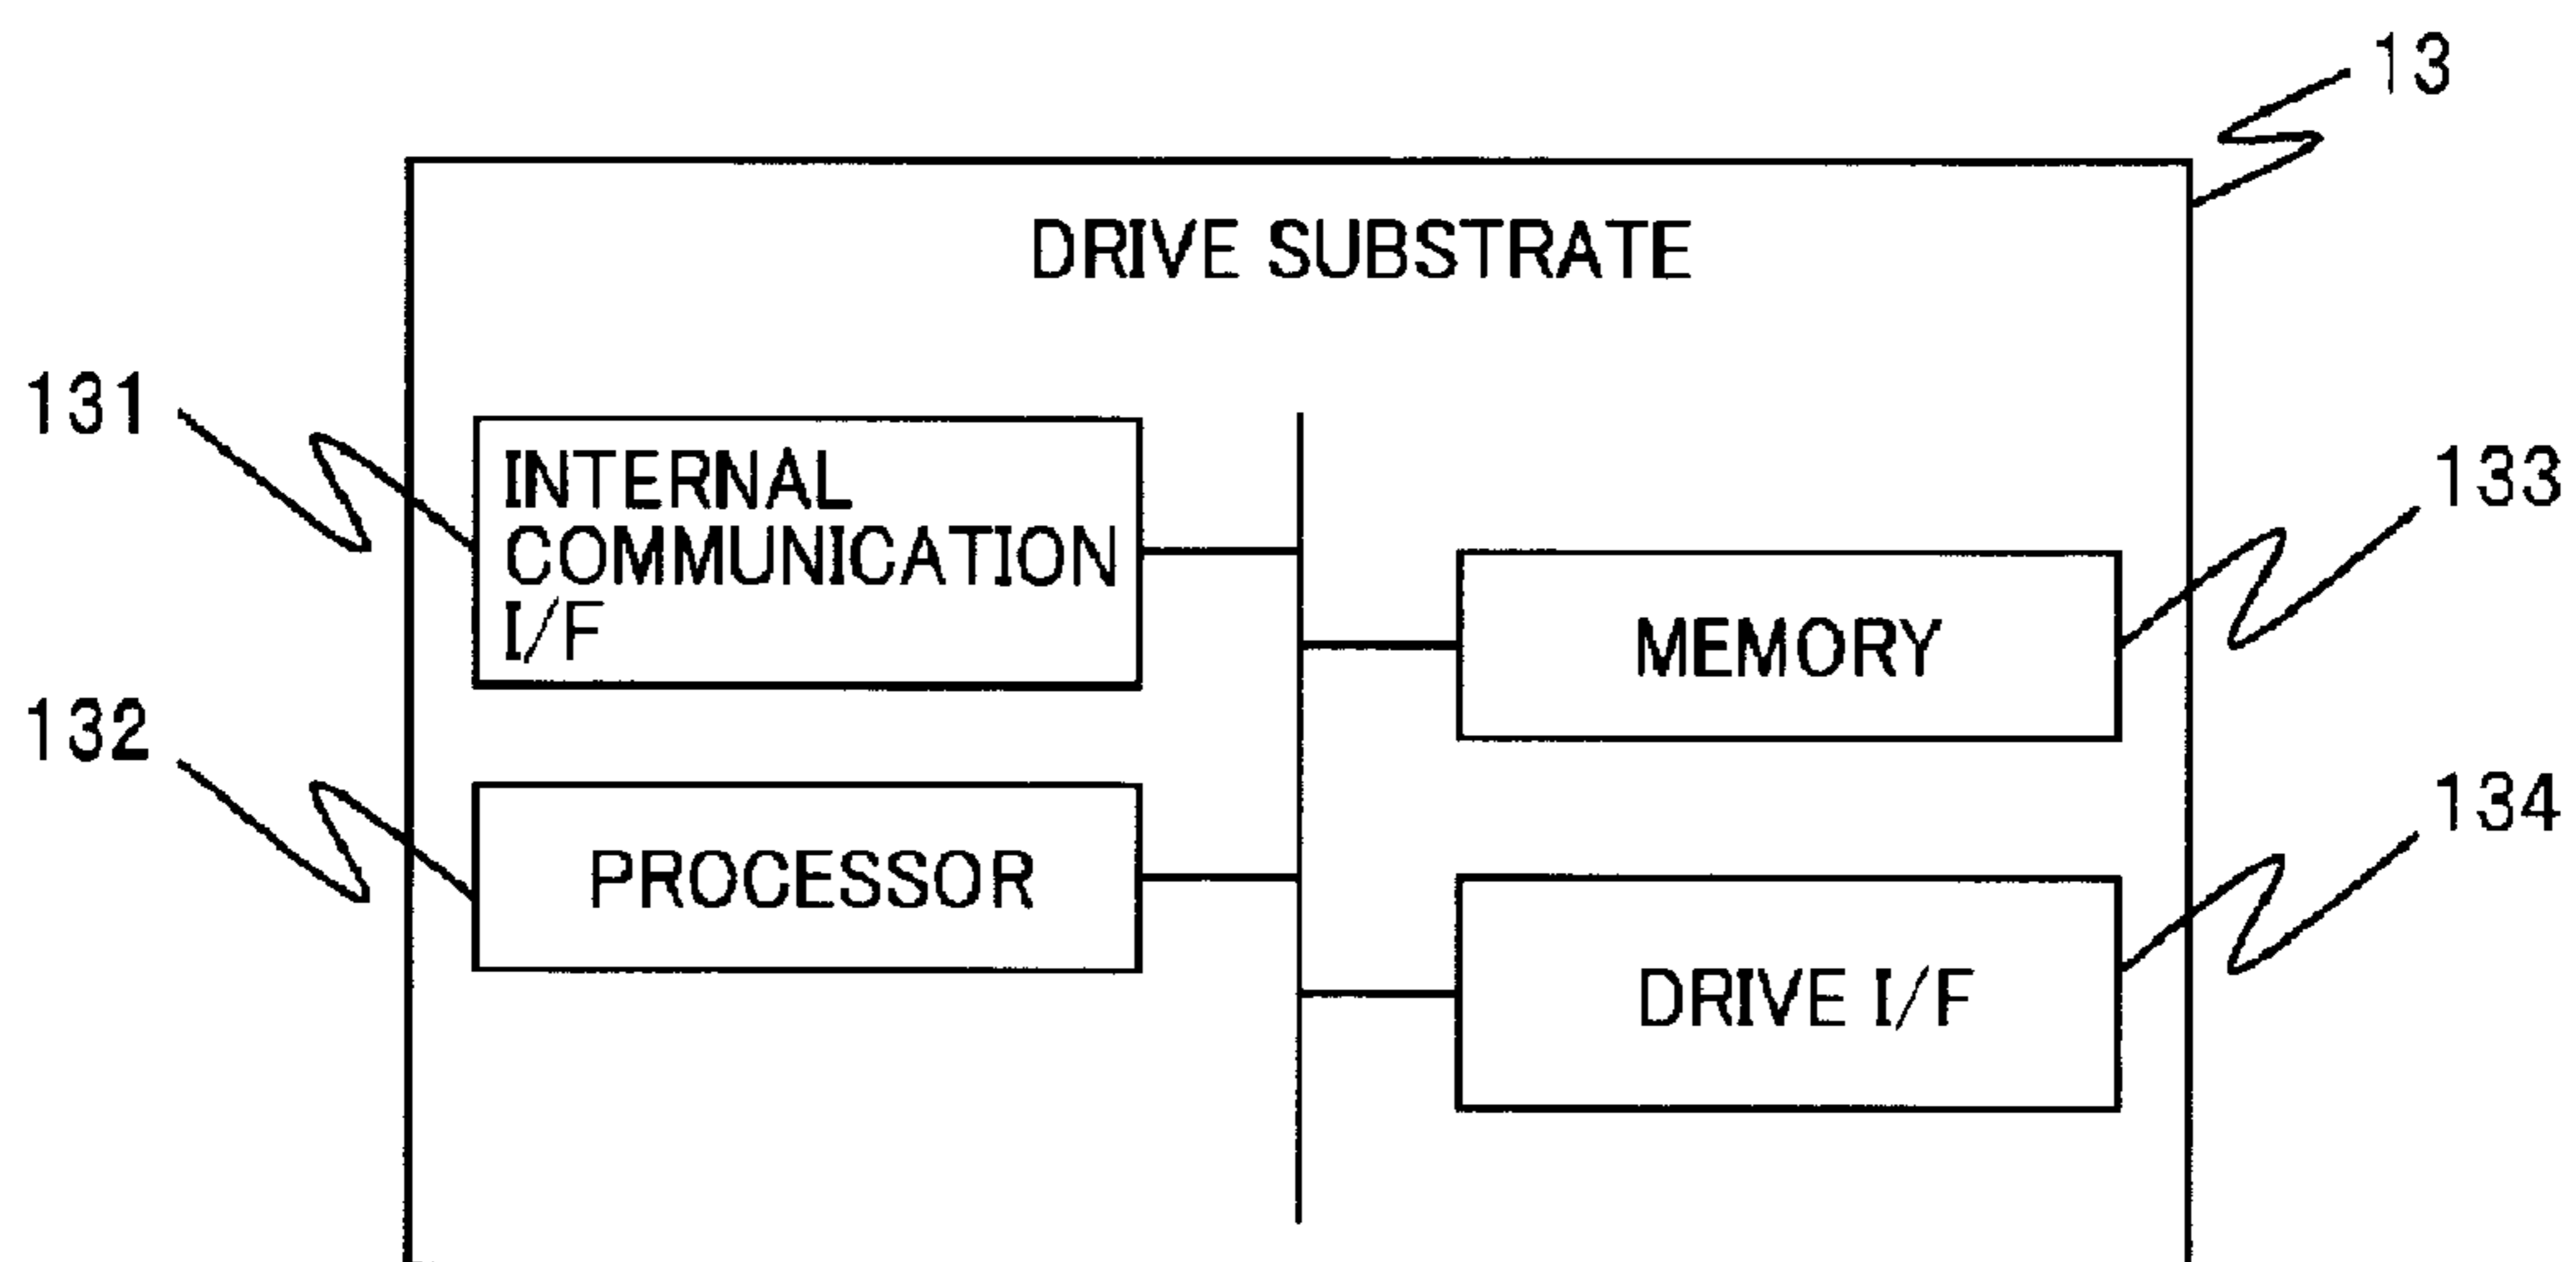 13
DRIVE SUBSTRATE
131
INTERNAL
COMMUNICATION
I/F
133
MEMORY
132
PROCESSOR
134
DRIVE I/F